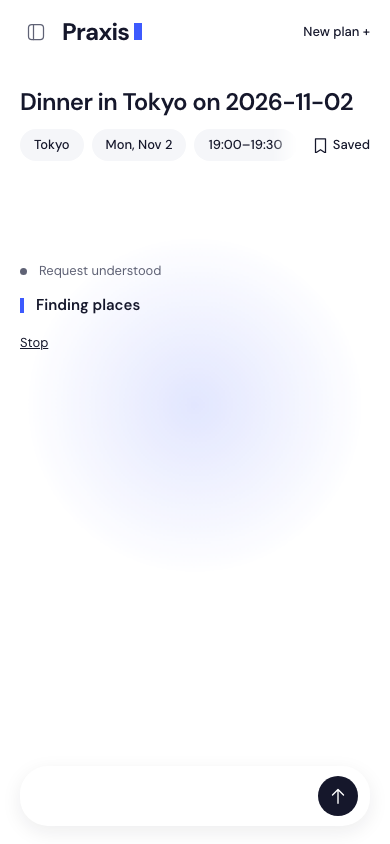 Praxis
New plan +
Dinner in Tokyo on 2026-11-02
Tokyo
Mon, Nov 2
19:00–19:30
Saved
Request understood
Finding places
Stop